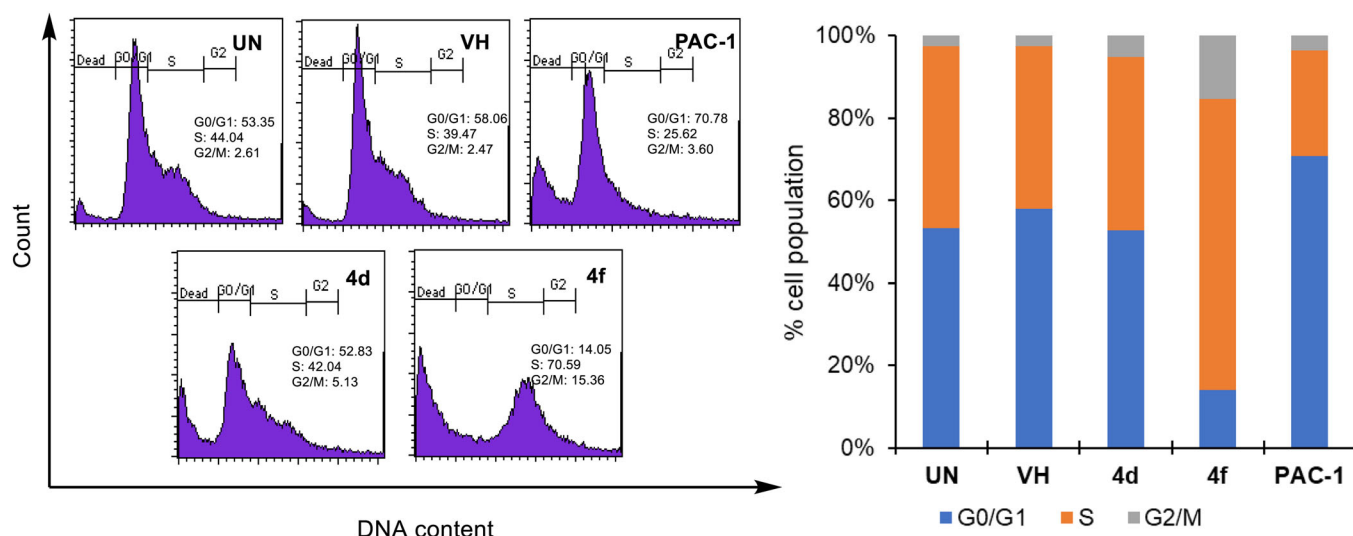 UN
Dead G0/G1 S G2
G0/G1: 53.35
S: 44.04
G2/M: 2.61
VH
Dead G0/G1 S G2
G0/G1: 58.06
S: 39.47
G2/M: 2.47
PAC-1
Dead G0/G1 S G2
G0/G1: 70.78
S: 25.62
G2/M: 3.60
4d
Dead G0/G1 S G2
G0/G1: 52.83
S: 42.04
G2/M: 5.13
4f
Dead G0/G1 S G2
G0/G1: 14.05
S: 70.59
G2/M: 15.36
Count
DNA content
% cell population
100%
80%
60%
40%
20%
0%
UN VH 4d 4f PAC-1
G0/G1 S G2/M